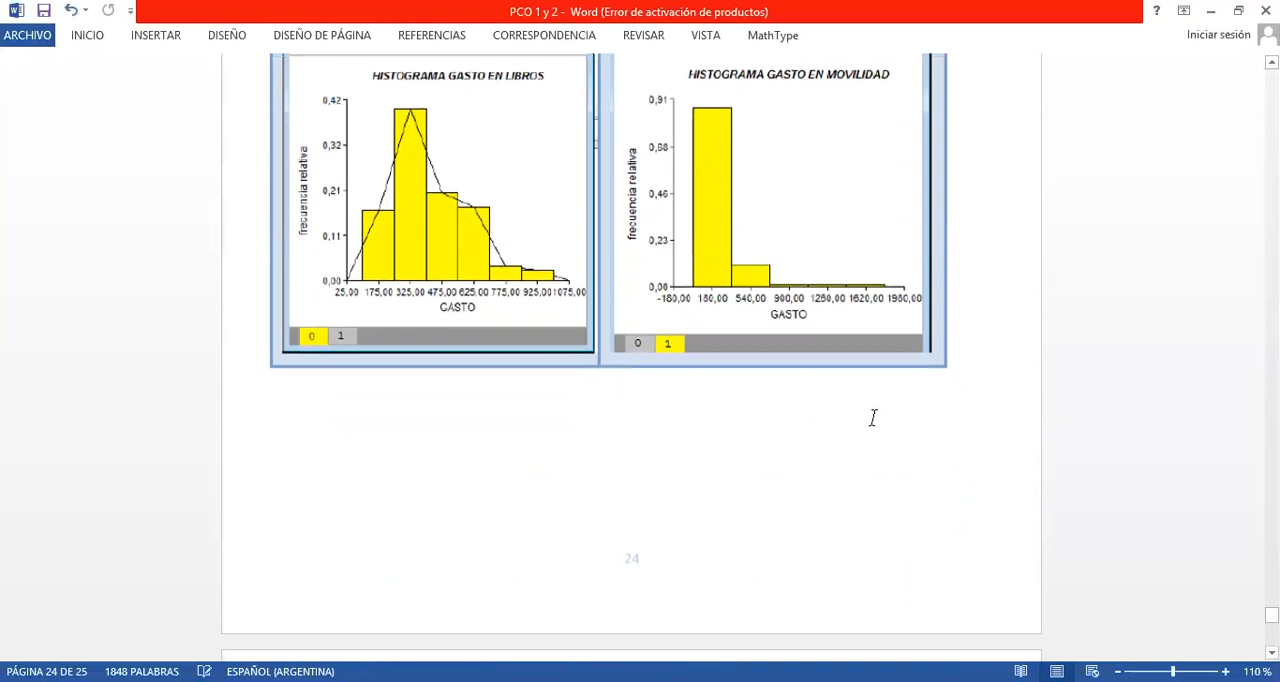 PCO 1 y 2 - Word (Error de activación de productos)
?
ARCHIVO INICIO INSERTAR DISEÑO DISEÑO DE PÁGINA REFERENCIAS CORRESPONDENCIA REVISAR VISTA MathType Iniciar sesión
HISTOGRAMA GASTO EN LIBROS
0,42
0,32
0,21
0,11
0,00
frecuencia relativa
25,00 175,00 325,00 475,00 625,00 775,00 925,00 1075,00
GASTO
0 1
HISTOGRAMA GASTO EN MOVILIDAD
0,91
0,68
0,46
0,23
0,00
frecuencia relativa
-180,00 180,00 540,00 900,00 1260,00 1620,00 1980,00
GASTO
0 1
24
PÁGINA 24 DE 25 1848 PALABRAS ESPAÑOL (ARGENTINA) 110 %